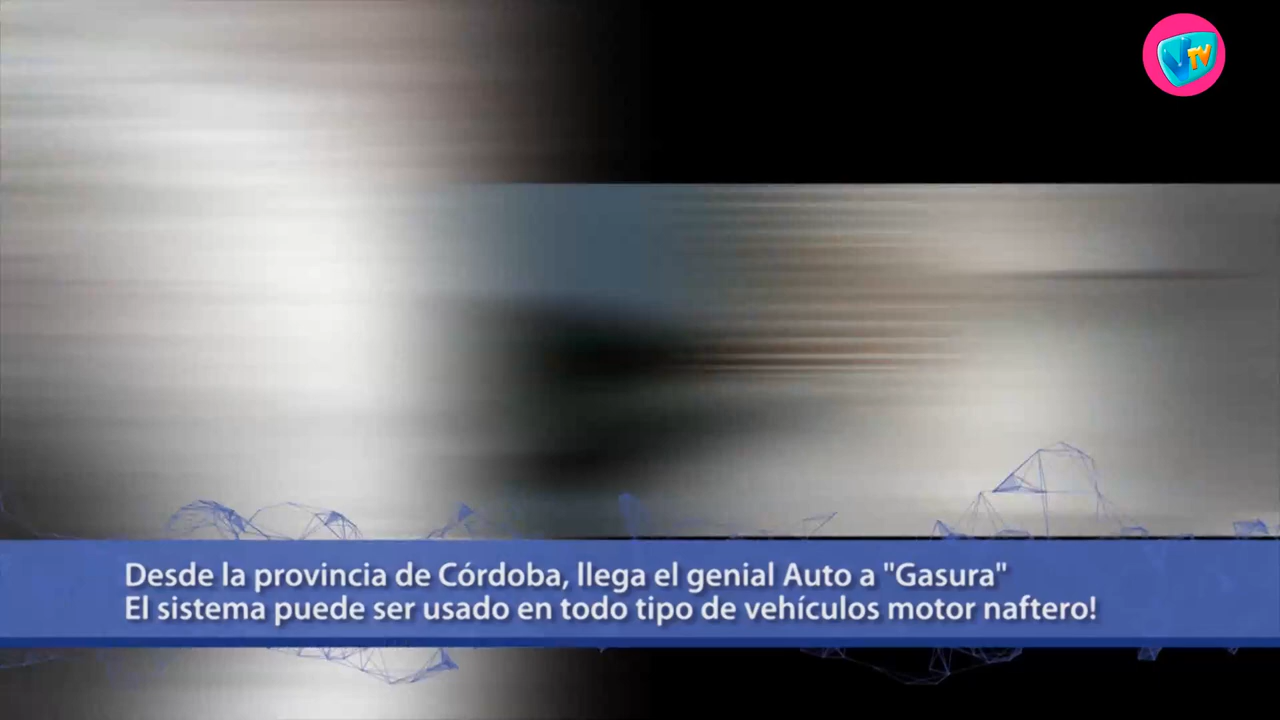 VTV
Desde la provincia de Córdoba, llega el genial Auto a "Gasura"
El sistema puede ser usado en todo tipo de vehículos motor naftero!